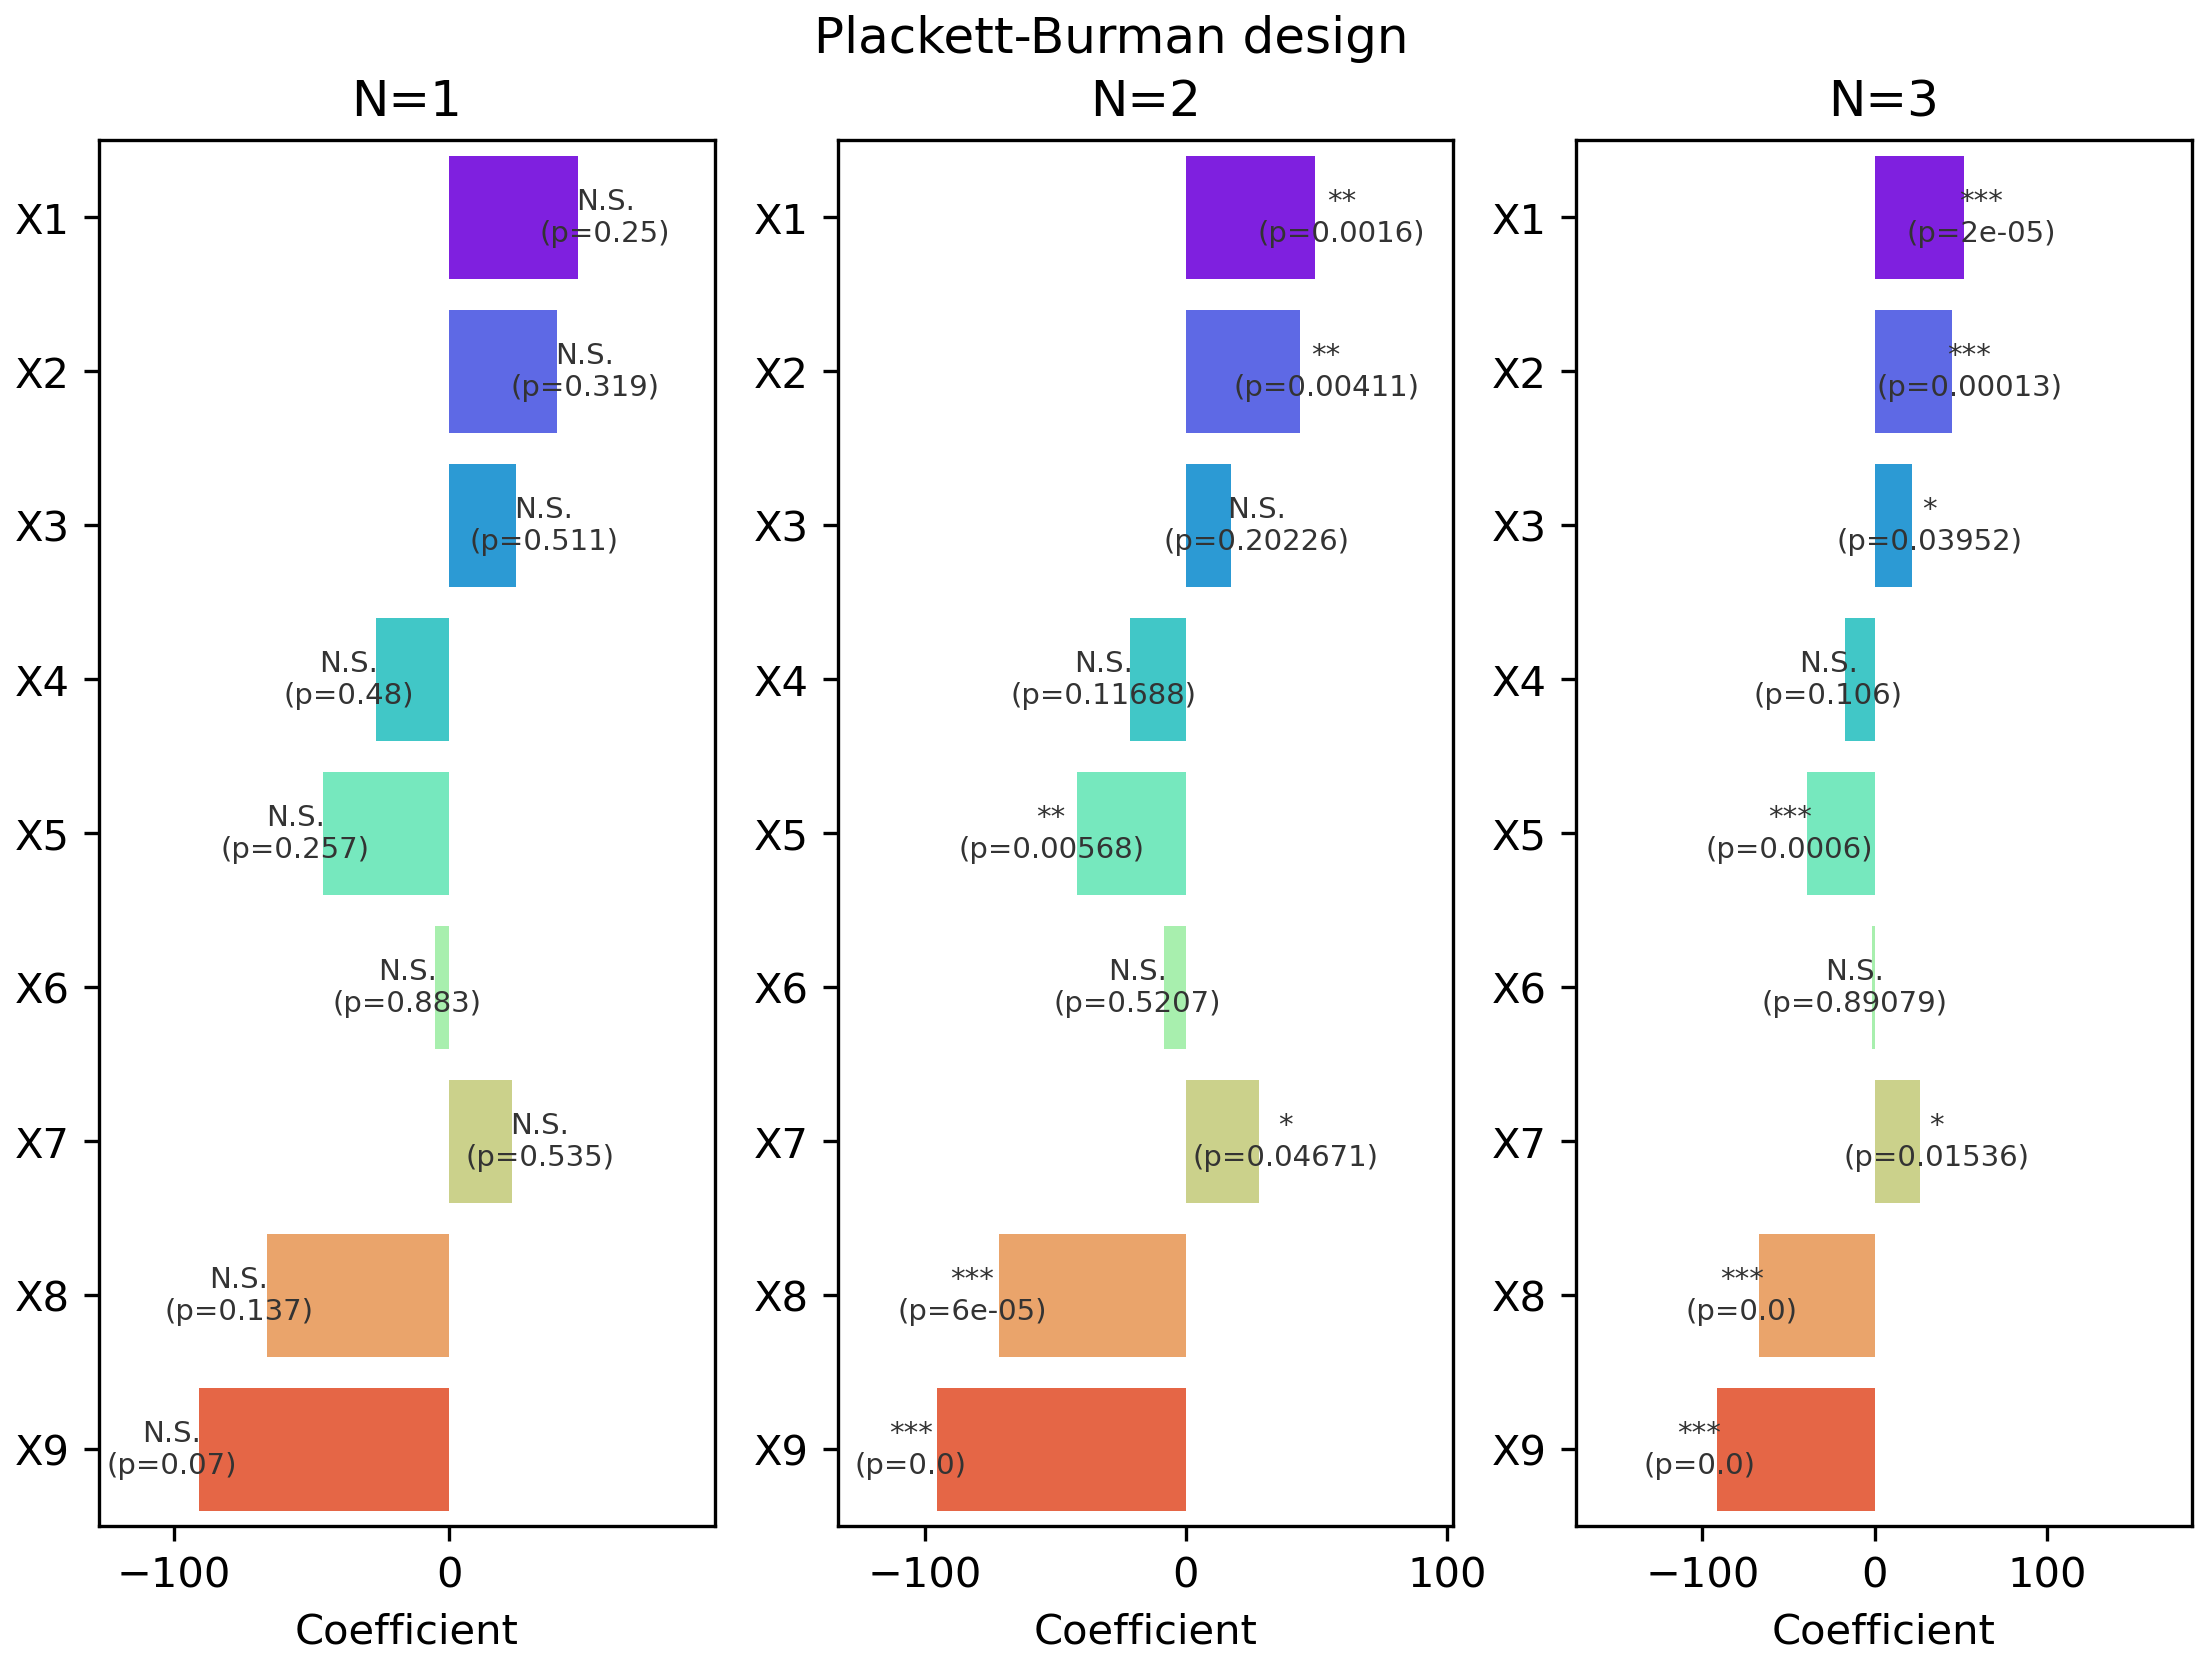 Plackett-Burman design
N=1
X1
N.S.
(p=0.25)
X2
N.S.
(p=0.319)
X3
N.S.
(p=0.511)
X4
N.S.
(p=0.48)
X5
N.S.
(p=0.257)
X6
N.S.
(p=0.883)
X7
N.S.
(p=0.535)
X8
N.S.
(p=0.137)
X9
N.S.
(p=0.07)
−100 0
Coefficient
N=2
X1
**
(p=0.0016)
X2
**
(p=0.00411)
X3
N.S.
(p=0.20226)
X4
N.S.
(p=0.11688)
X5
**
(p=0.00568)
X6
N.S.
(p=0.5207)
X7
*
(p=0.04671)
X8
***
(p=6e-05)
X9
***
(p=0.0)
−100 0 100
Coefficient
N=3
X1
***
(p=2e-05)
X2
***
(p=0.00013)
X3
*
(p=0.03952)
X4
N.S.
(p=0.106)
X5
***
(p=0.0006)
X6
N.S.
(p=0.89079)
X7
*
(p=0.01536)
X8
***
(p=0.0)
X9
***
(p=0.0)
−100 0 100
Coefficient